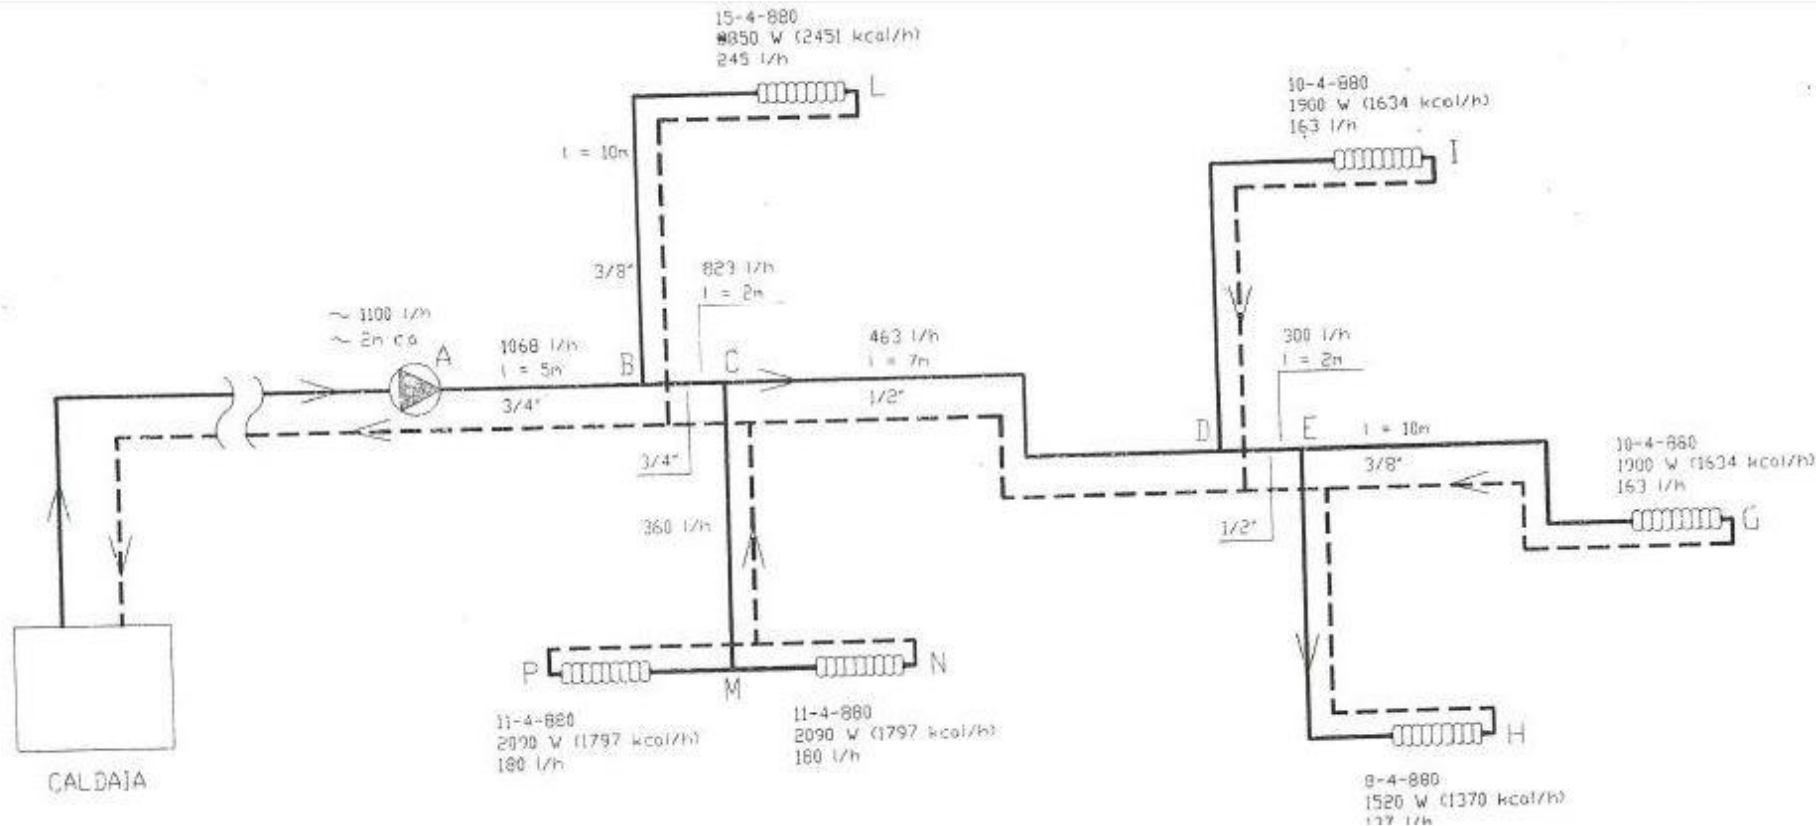 15-4-880
2850 W (2451 kcal/h)
245 l/h
L
10-4-880
1900 W (1634 kcal/h)
163 l/h
I
l = 10m
3/8"
823 l/h
l = 2m
~ 1100 l/h
~ 2m ca
A
1068 l/h
l = 5m
3/4"
B
C
463 l/h
l = 7m
1/2"
300 l/h
l = 2m
D
E
l = 10m
3/8"
10-4-880
1900 W (1634 kcal/h)
163 l/h
G
3/4"
360 l/h
1/2"
P
M
N
11-4-880
2090 W (1797 kcal/h)
180 l/h
11-4-880
2090 W (1797 kcal/h)
180 l/h
H
8-4-880
1520 W (1370 kcal/h)
137 l/h
CALDAIA